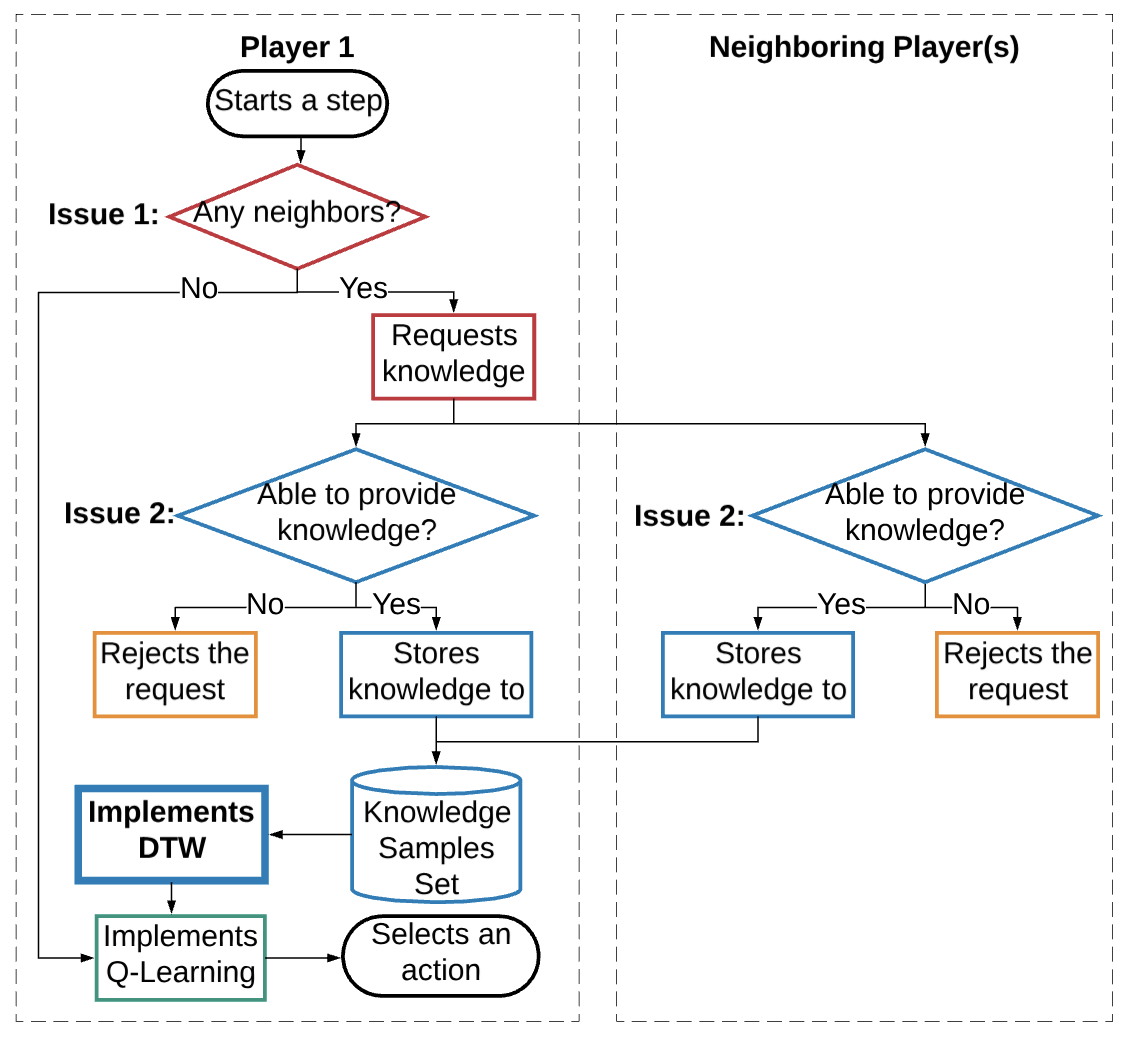 Player 1
Neighboring Player(s)
Starts a step
Issue 1:
Any neighbors?
No
Yes
Requests
knowledge
Issue 2:
Able to provide
knowledge?
Issue 2:
Able to provide
knowledge?
No
Yes
Yes
No
Rejects the
request
Stores
knowledge to
Stores
knowledge to
Rejects the
request
Implements
DTW
Knowledge
Samples
Set
Implements
Q-Learning
Selects an
action